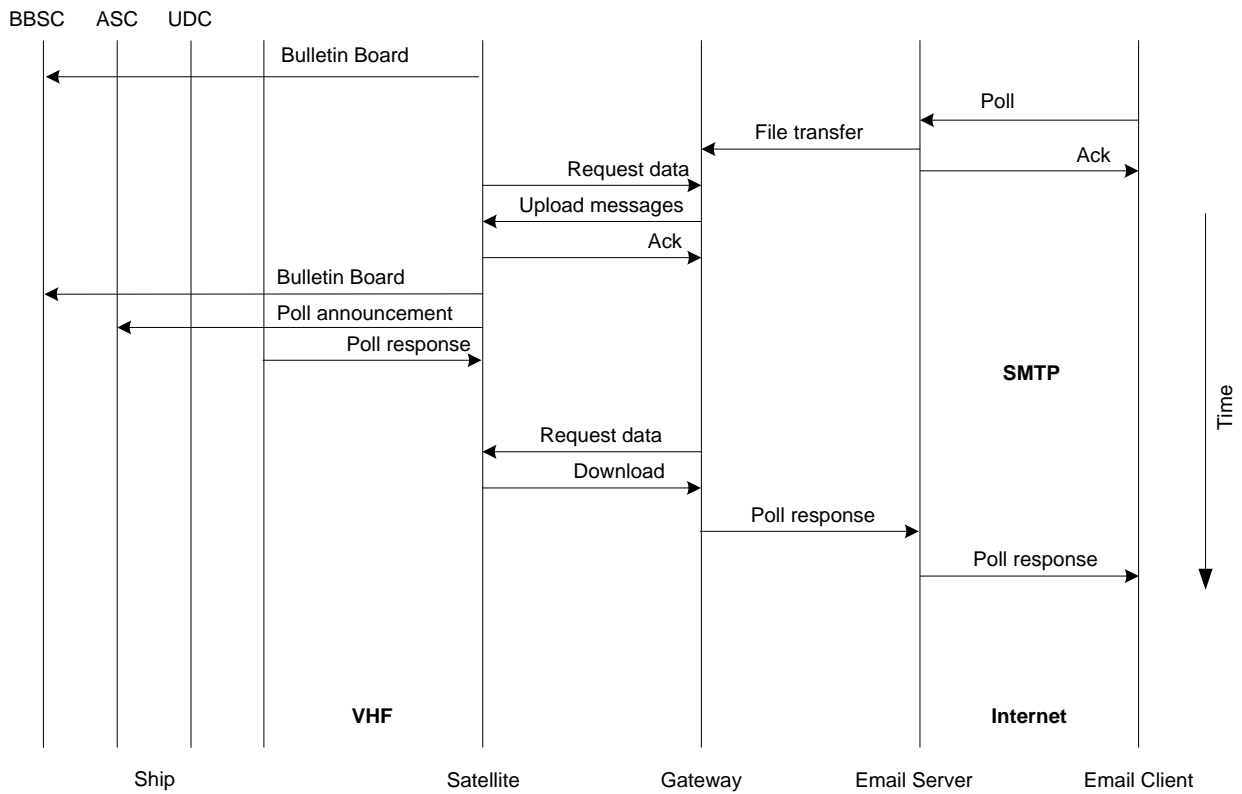 BBSC ASC UDC
Bulletin Board
Poll
File transfer
Ack
Request data
Upload messages
Ack
Bulletin Board
Poll announcement
Poll response
SMTP
Time
Request data
Download
Poll response
Poll response
VHF Internet
Ship Satellite Gateway Email Server Email Client